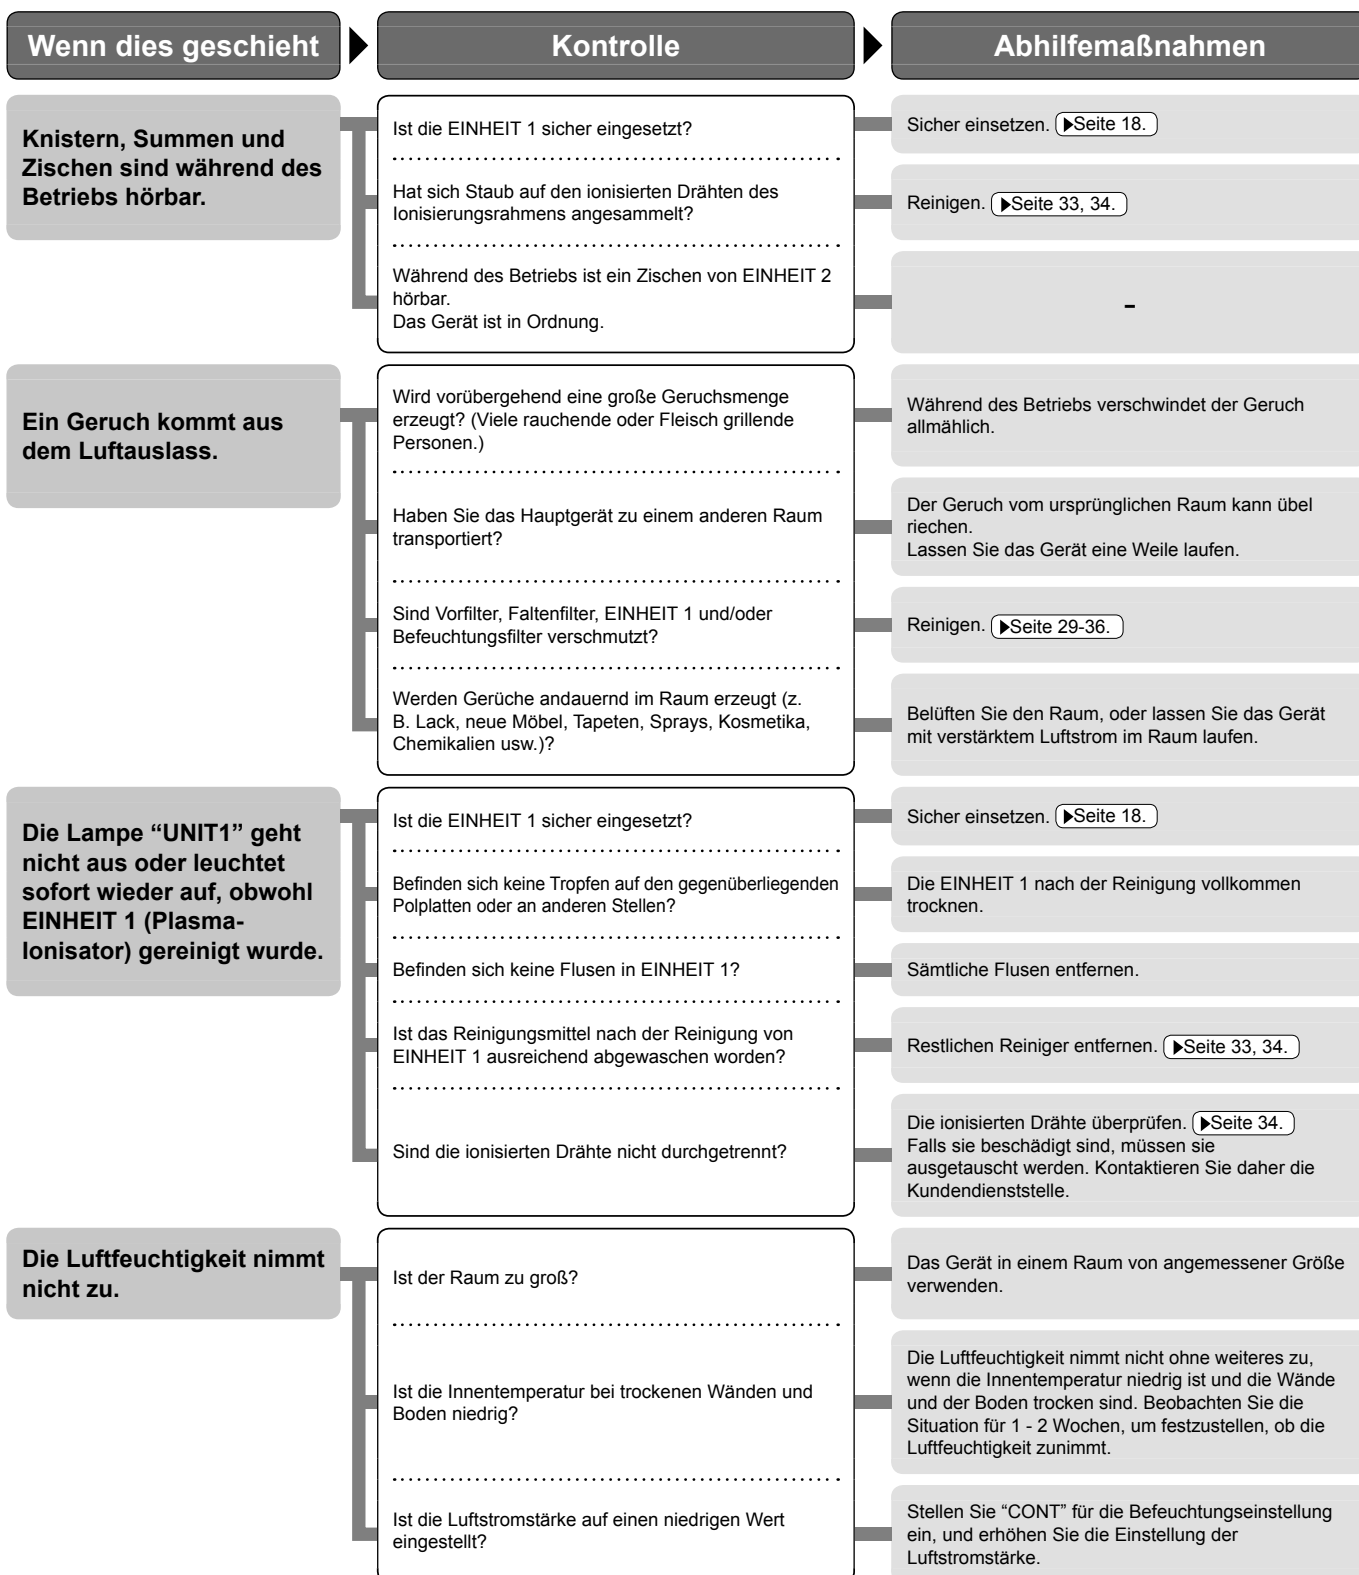 Wenn dies geschieht
Kontrolle
Abhilfemaßnahmen
Knistern, Summen und
Zischen sind während des
Betriebs hörbar.
Ist die EINHEIT 1 sicher eingesetzt?
Sicher einsetzen. ▶Seite 18.
Hat sich Staub auf den ionisierten Drähten des
Ionisierungsrahmens angesammelt?
Reinigen. ▶Seite 33, 34.
Während des Betriebs ist ein Zischen von EINHEIT 2
hörbar.
Das Gerät ist in Ordnung.
-
Ein Geruch kommt aus
dem Luftauslass.
Wird vorübergehend eine große Geruchsmenge
erzeugt? (Viele rauchende oder Fleisch grillende
Personen.)
Während des Betriebs verschwindet der Geruch
allmählich.
Haben Sie das Hauptgerät zu einem anderen Raum
transportiert?
Der Geruch vom ursprünglichen Raum kann übel
riechen.
Lassen Sie das Gerät eine Weile laufen.
Sind Vorfilter, Faltenfilter, EINHEIT 1 und/oder
Befeuchtungsfilter verschmutzt?
Reinigen. ▶Seite 29-36.
Werden Gerüche andauernd im Raum erzeugt (z.
B. Lack, neue Möbel, Tapeten, Sprays, Kosmetika,
Chemikalien usw.)?
Belüften Sie den Raum, oder lassen Sie das Gerät
mit verstärktem Luftstrom im Raum laufen.
Die Lampe “UNIT1” geht
nicht aus oder leuchtet
sofort wieder auf, obwohl
EINHEIT 1 (Plasma-
Ionisator) gereinigt wurde.
Ist die EINHEIT 1 sicher eingesetzt?
Sicher einsetzen. ▶Seite 18.
Befinden sich keine Tropfen auf den gegenüberliegenden
Polplatten oder an anderen Stellen?
Die EINHEIT 1 nach der Reinigung vollkommen
trocknen.
Befinden sich keine Flusen in EINHEIT 1?
Sämtliche Flusen entfernen.
Ist das Reinigungsmittel nach der Reinigung von
EINHEIT 1 ausreichend abgewaschen worden?
Restlichen Reiniger entfernen. ▶Seite 33, 34.
Sind die ionisierten Drähte nicht durchgetrennt?
Die ionisierten Drähte überprüfen. ▶Seite 34.
Falls sie beschädigt sind, müssen sie
ausgetauscht werden. Kontaktieren Sie daher die
Kundendienststelle.
Die Luftfeuchtigkeit nimmt
nicht zu.
Ist der Raum zu groß?
Das Gerät in einem Raum von angemessener Größe
verwenden.
Ist die Innentemperatur bei trockenen Wänden und
Boden niedrig?
Die Luftfeuchtigkeit nimmt nicht ohne weiteres zu,
wenn die Innentemperatur niedrig ist und die Wände
und der Boden trocken sind. Beobachten Sie die
Situation für 1 - 2 Wochen, um festzustellen, ob die
Luftfeuchtigkeit zunimmt.
Ist die Luftstromstärke auf einen niedrigen Wert
eingestellt?
Stellen Sie “CONT” für die Befeuchtungseinstellung
ein, und erhöhen Sie die Einstellung der
Luftstromstärke.